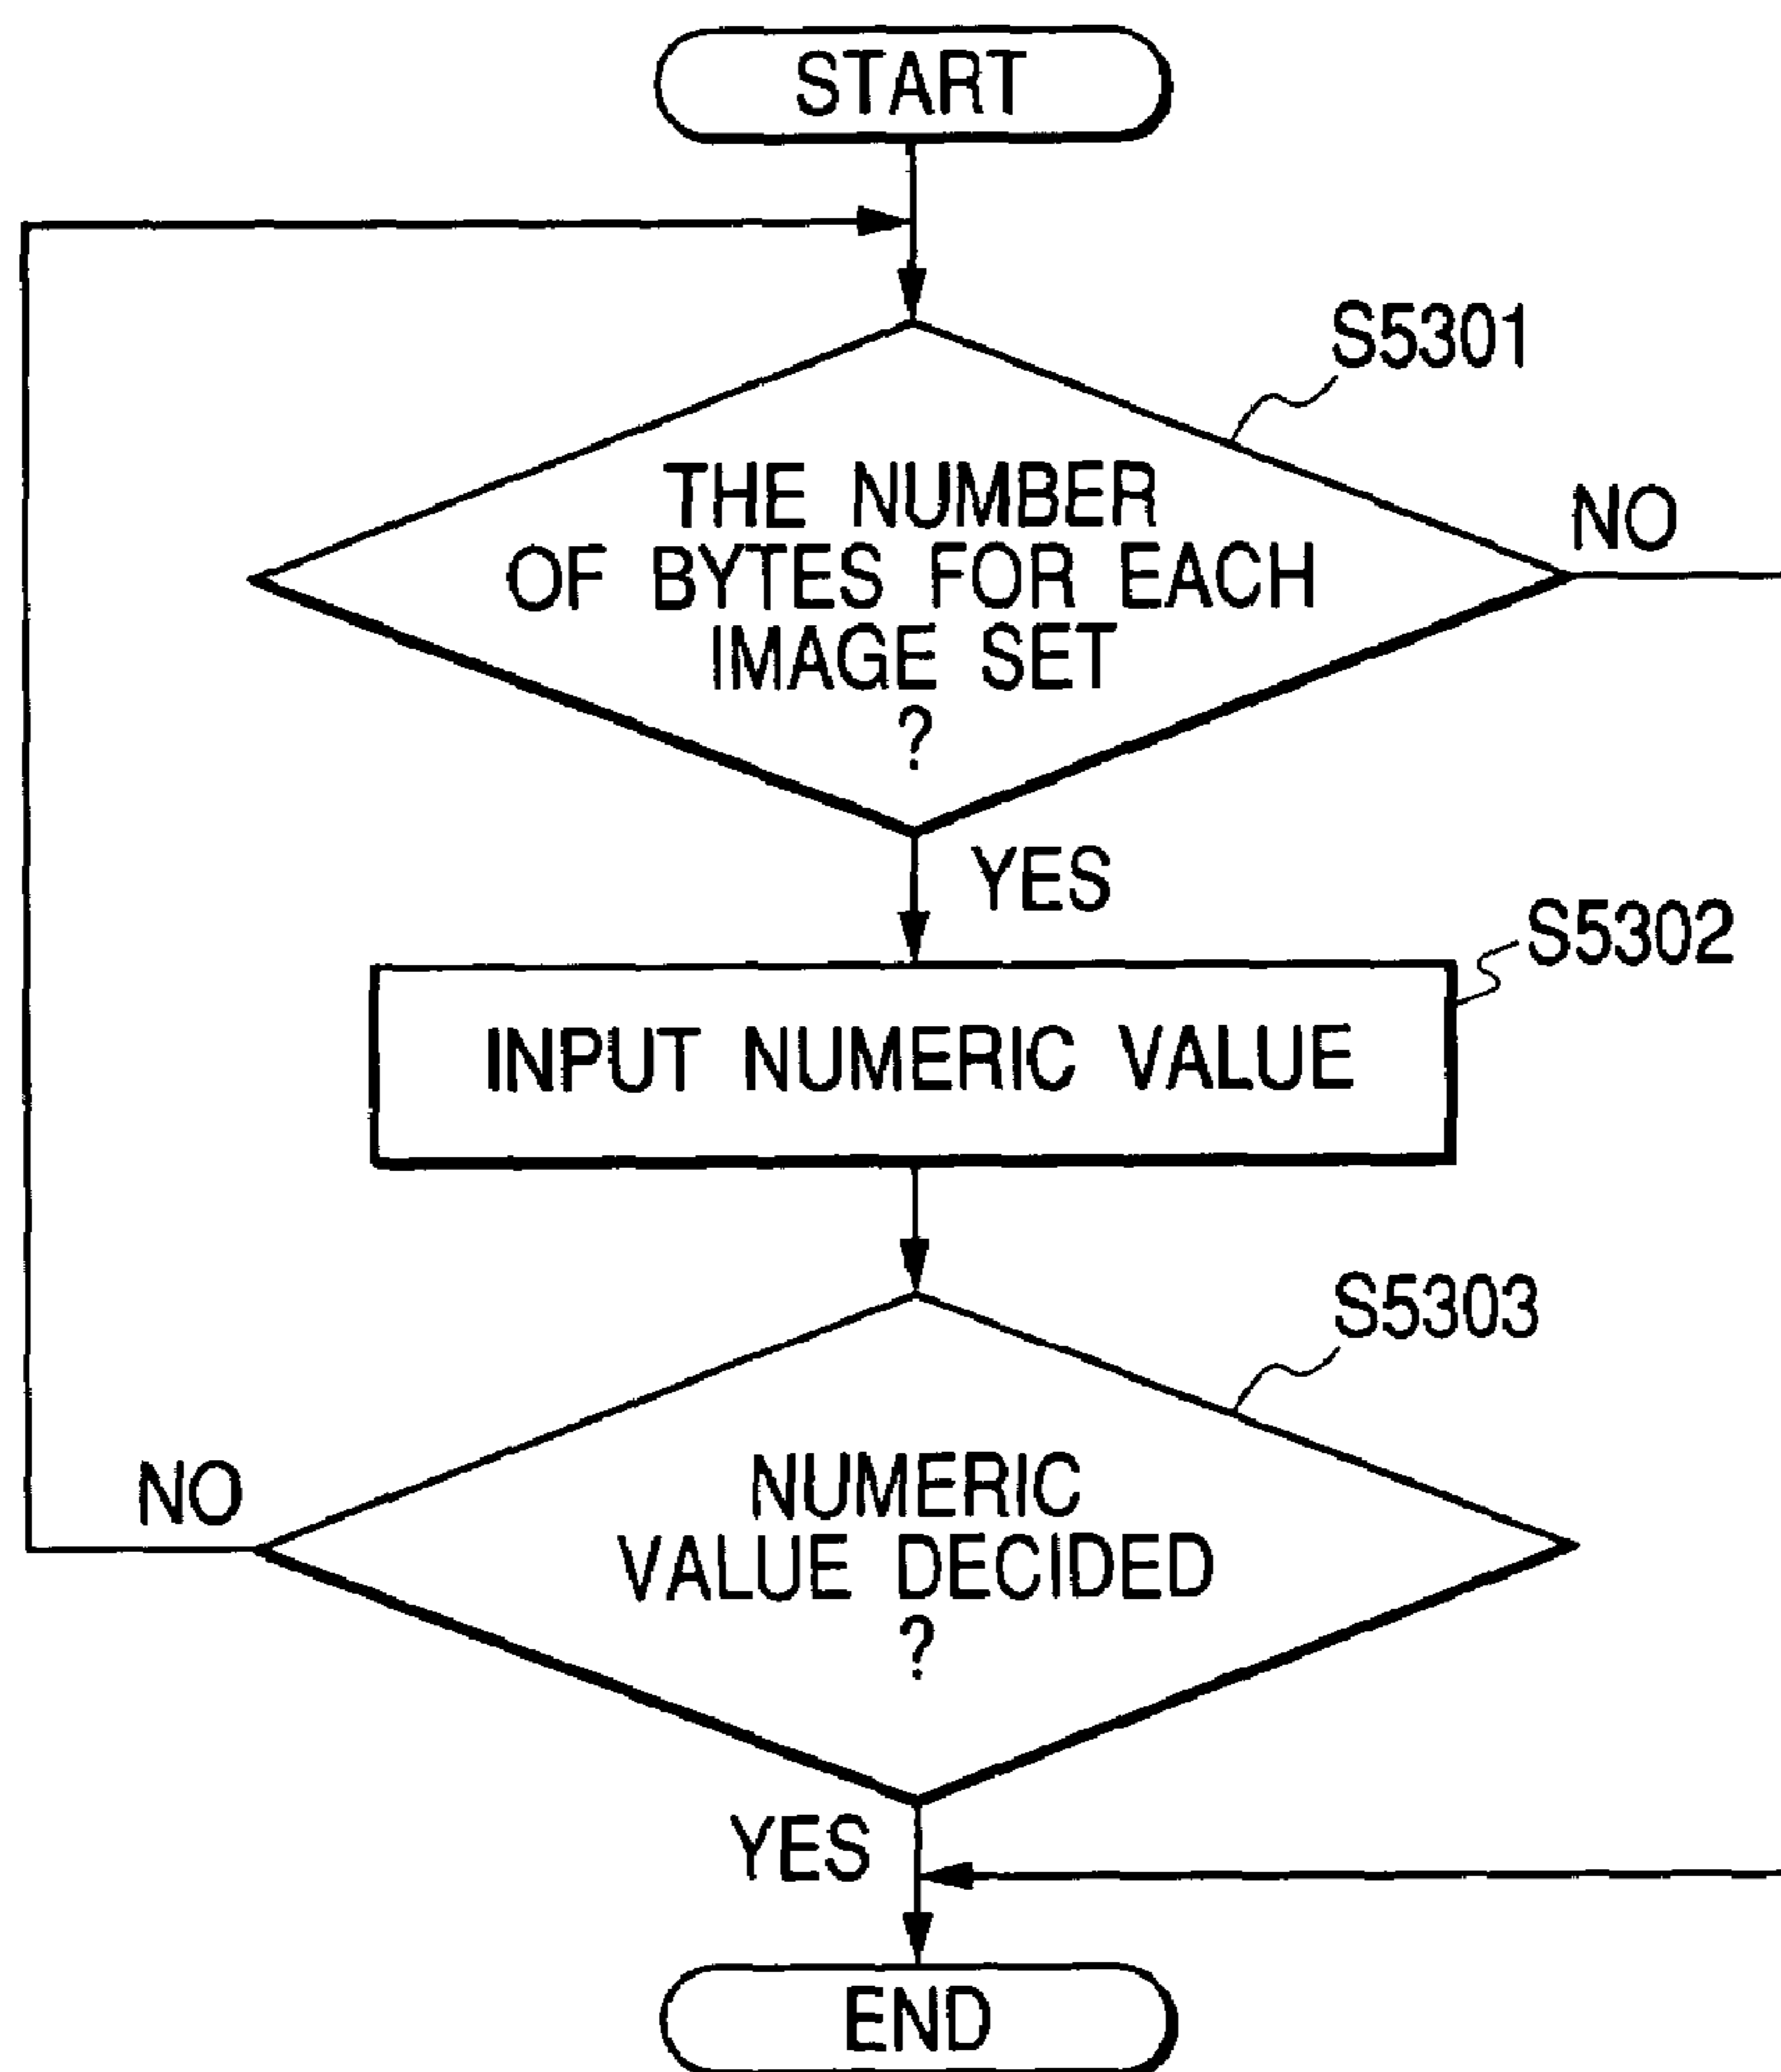 START
S5301
THE NUMBER
OF BYTES FOR EACH
IMAGE SET
?
NO
YES
S5302
INPUT NUMERIC VALUE
S5303
NUMERIC
VALUE DECIDED
?
NO
YES
END